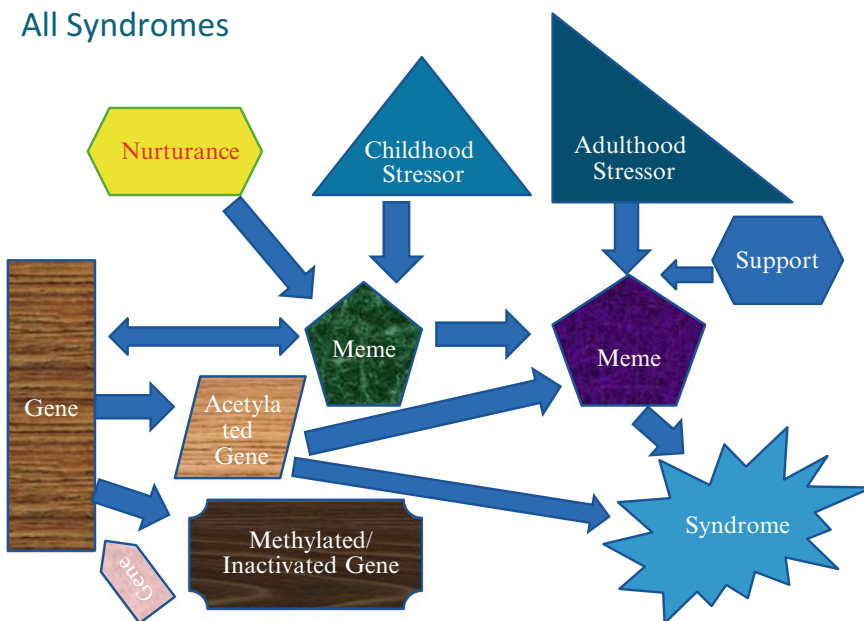 All Syndromes
Nurturance
Childhood
Stressor
Adulthood
Stressor
Support
Meme
Meme
Gene
Acetyla
ted
Gene
Syndrome
Methylated/
Inactivated Gene
Gene